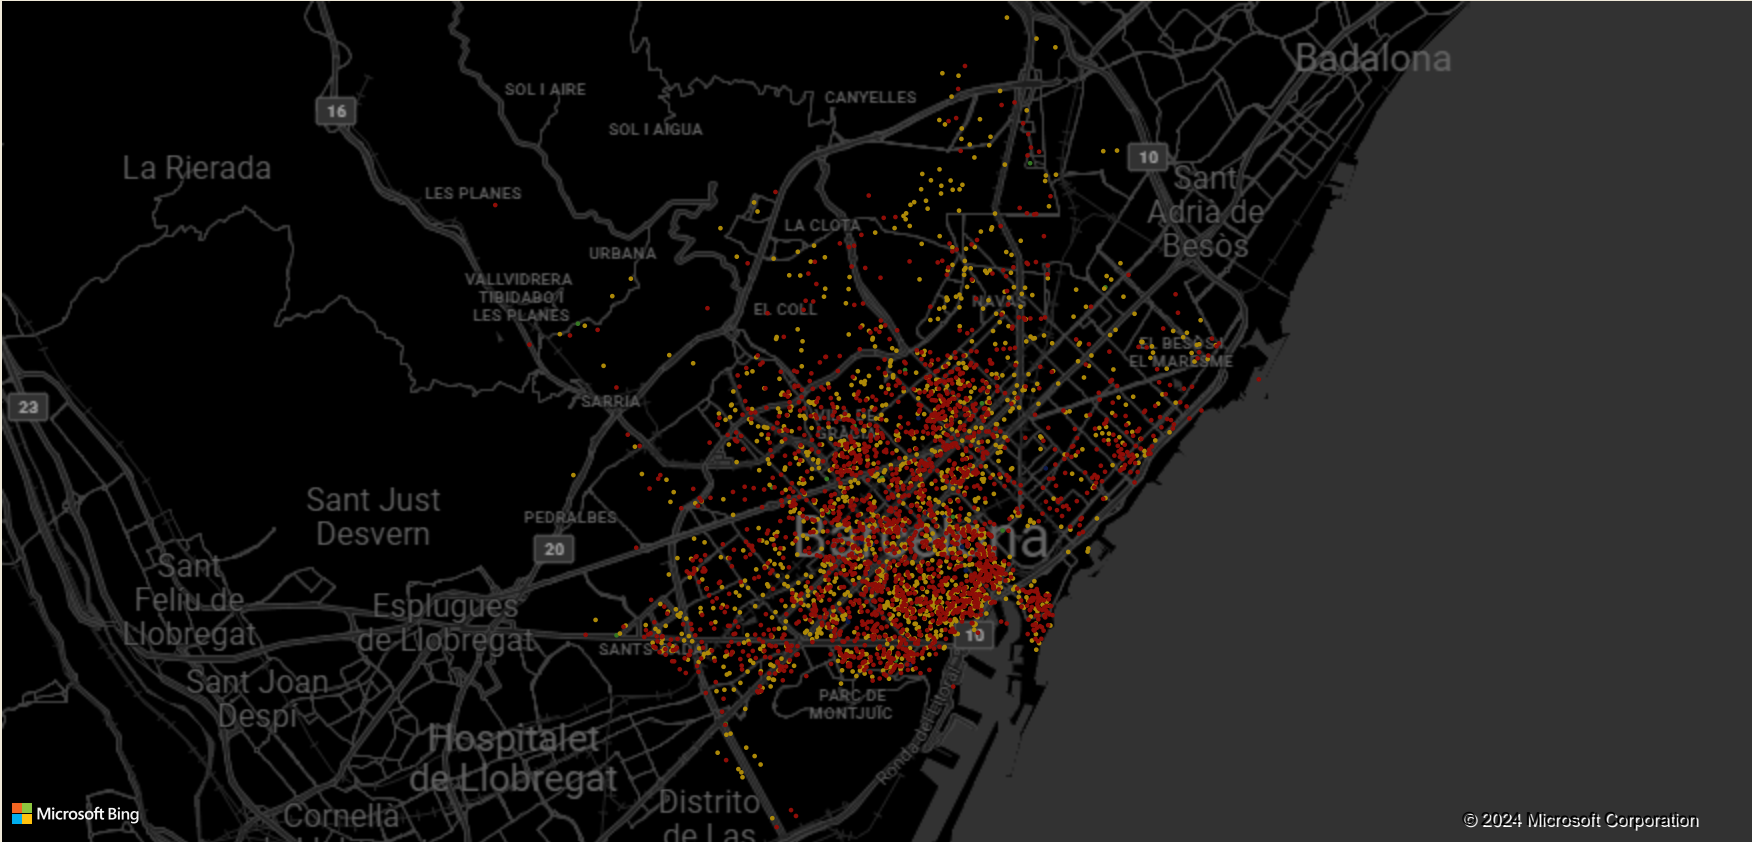 Badalona
SOL I AIRE
CANYELLES
16
SOL I AIGUA
10
La Rierada
Sant
Adrià de
Besòs
LES PLANES
LA CLOTA
URBANA
VALLVIDRERA
TIBIDABO I
LES PLANES
EL COLL
NAVAS
EL BESÒS I
EL MARESME
SARRIÀ
23
VILA DE
GRÀCIA
Sant Just
Desvern
PEDRALBES
20
Barcelona
Sant
Feliu de
Llobregat
Esplugues
de Llobregat
10
SANTS
Sant Joan
Despí
PARC DE
MONTJUÏC
Ronda del Litoral
Hospitalet
de Llobregat
Distrito
de Las
Cornellà
Microsoft Bing
© 2024 Microsoft Corporation